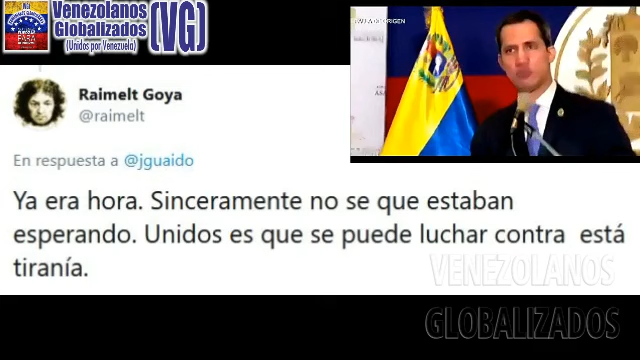 Venezolanos
Globalizados
(Unidos por Venezuela)
(VG)
Raimelt Goya
@raimelt
En respuesta a @jguaido
Ya era hora. Sinceramente no se que estaban
esperando. Unidos es que se puede luchar contra está
tiranía.
VENEZOLANOS
GLOBALIZADOS